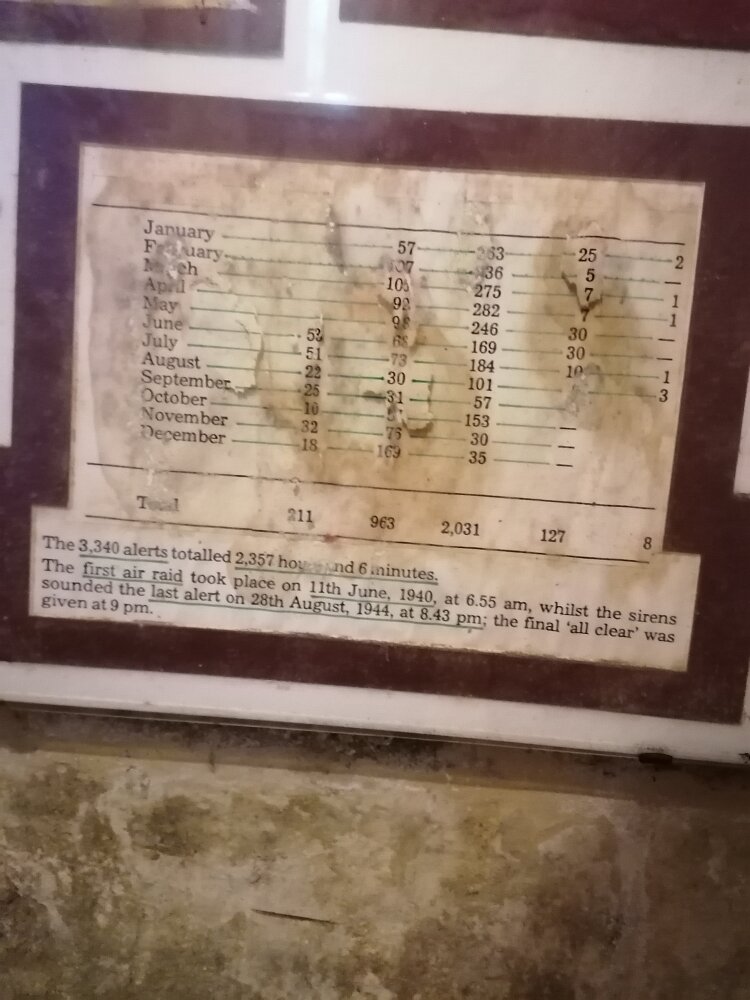 January 57 263 25 2
February 107 5 —
March 275 7 1
April 92 282 7 1
May 98 246 30 —
June 53 68 169 30 —
July 51 73 184 1
August 22 30 101 3
September 25 31 57
October 10 153 —
November 32 30 —
December 18 169 35 —
Total 211 963 2,031 127 8
The 3,340 alerts totalled 2,357 hours and 6 minutes.
The first air raid took place on 11th June, 1940, at 6.55 am, whilst the sirens
sounded the last alert on 28th August, 1944, at 8.43 pm; the final ‘all clear’ was
given at 9 pm.